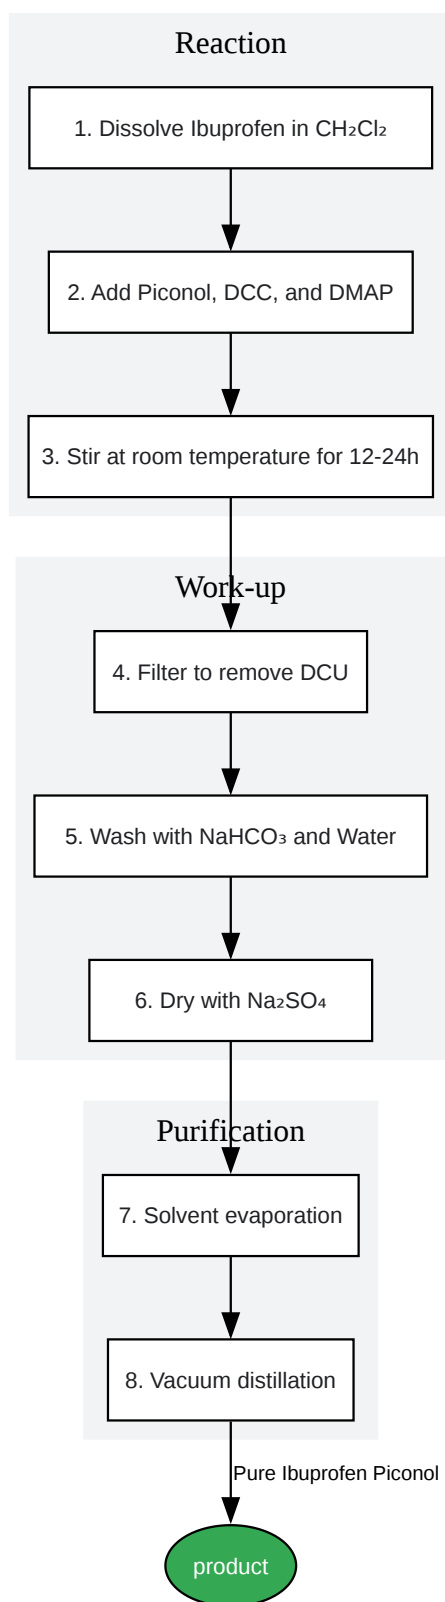 Reaction
1. Dissolve Ibuprofen in CH₂Cl₂
2. Add Piconol, DCC, and DMAP
3. Stir at room temperature for 12-24h
Work-up
4. Filter to remove DCU
5. Wash with NaHCO₃ and Water
6. Dry with Na₂SO₄
Purification
7. Solvent evaporation
8. Vacuum distillation
Pure Ibuprofen Piconol
product